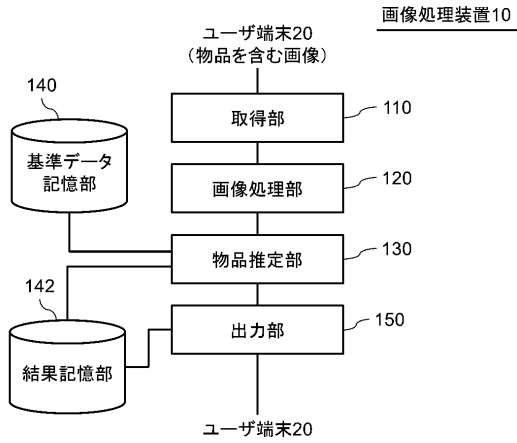 画像処理装置10
ユーザ端末20
（物品を含む画像）
140
取得部
110
基準データ
記憶部
画像処理部
120
物品推定部
130
142
出力部
150
結果記憶部
ユーザ端末20